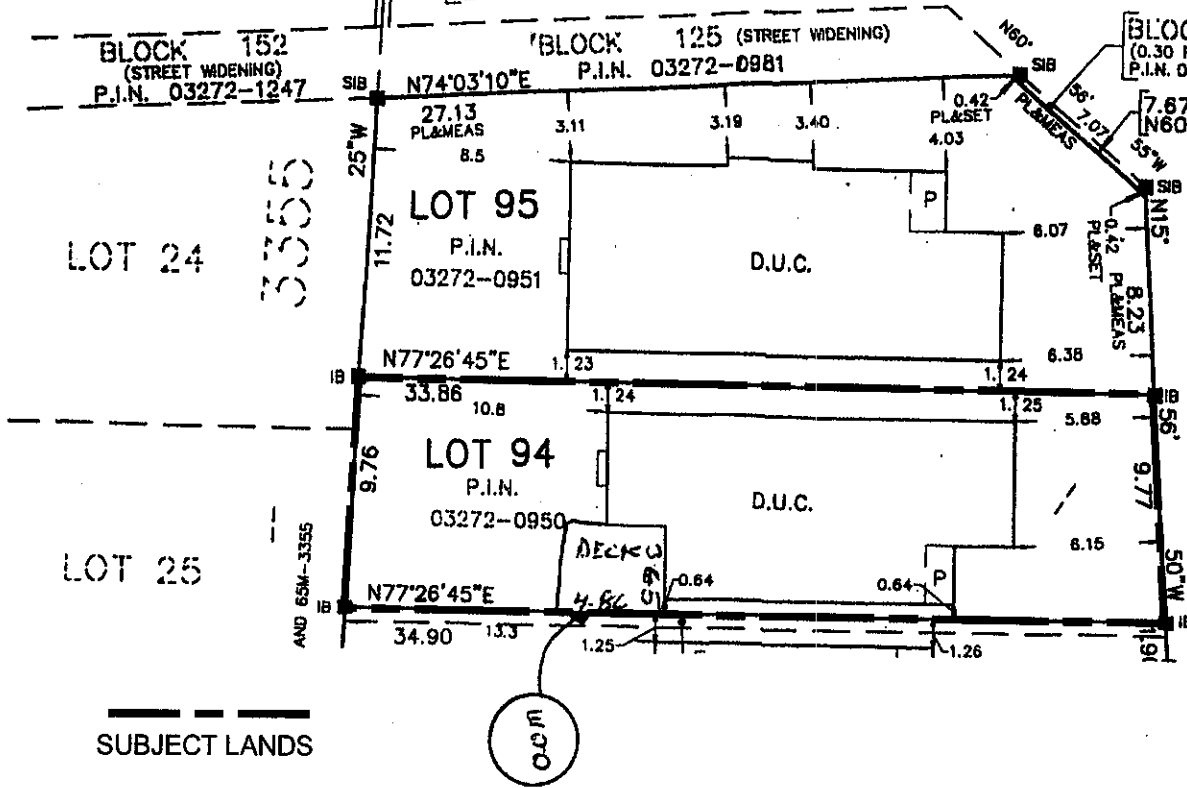 BLOCK 152
(STREET WIDENING)
P.I.N. 03272-1247
BLOCK 125 (STREET WIDENING)
P.I.N. 03272-0981
SIB
N74°03'10"E
27.13
PL&MEAS
3.11
3.19
3.40
0.42
PL&SET
4.03
SIB
N60°
56'
55"W
7.07
PL&MEAS
(0.30
P.I.N. 0
7.67
N60
SIB
25"W
8.5
LOT 95
P.I.N.
03272-0951
11.72
LOT 24
3355
D.U.C.
P
6.07
N15°
0.42
PL&SET
8.23
PL&MEAS
6.38
N77°26'45"E
IB
33.86
1.23
1.24
10.8
1.24
1.25
5.88
IB
56'
LOT 94
P.I.N.
03272-0950
9.76
D.U.C.
9.77
LOT 25
AND 65M-3355
DECK
0.64
0.64
P
6.15
50"W
N77°26'45"E
IB
34.90
13.3
1.25
1.26
SUBJECT LANDS